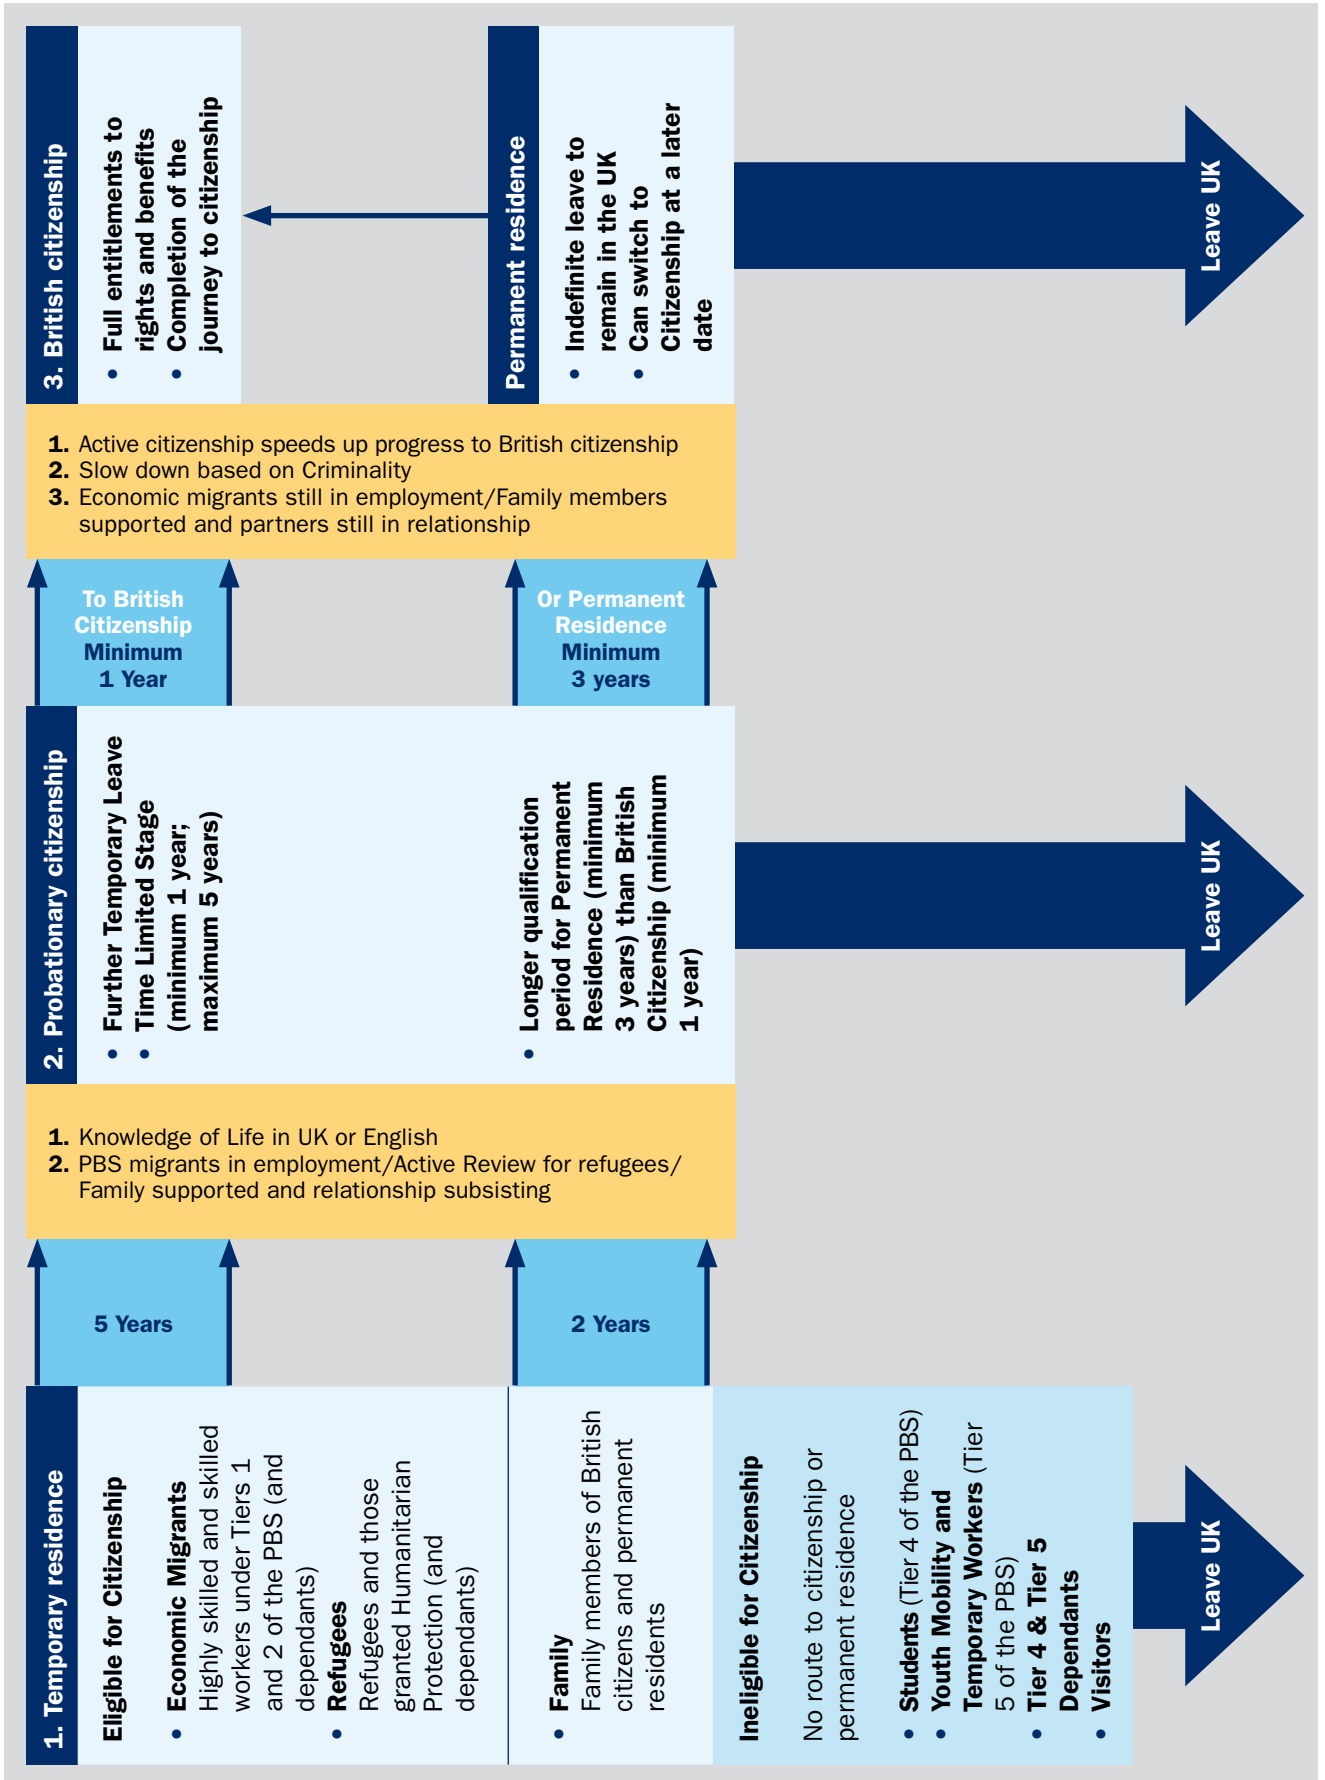 1. Temporary residence
Eligible for Citizenship
• Economic Migrants
Highly skilled and skilled
workers under Tiers 1
and 2 of the PBS (and
dependants)
• Refugees
Refugees and those
granted Humanitarian
Protection (and
dependants)
• Family
Family members of British
citizens and permanent
residents
Ineligible for Citizenship
No route to citizenship or
permanent residence
• Students (Tier 4 of the PBS)
• Youth Mobility and
Temporary Workers (Tier
5 of the PBS)
• Tier 4 & Tier 5
Dependants
• Visitors
Leave UK
5 Years
2 Years
1. Knowledge of Life in UK or English
2. PBS migrants in employment/Active Review for refugees/
Family supported and relationship subsisting
2. Probationary citizenship
• Further Temporary Leave
• Time Limited Stage
(minimum 1 year;
maximum 5 years)
• Longer qualification
period for Permanent
Residence (minimum
3 years) than British
Citizenship (minimum
1 year)
Leave UK
To British
Citizenship
Minimum
1 Year
Or Permanent
Residence
Minimum
3 years
1. Active citizenship speeds up progress to British citizenship
2. Slow down based on Criminality
3. Economic migrants still in employment/Family members
supported and partners still in relationship
3. British citizenship
• Full entitlements to
rights and benefits
• Completion of the
journey to citizenship
Permanent residence
• Indefinite leave to
remain in the UK
• Can switch to
Citizenship at a later
date
Leave UK